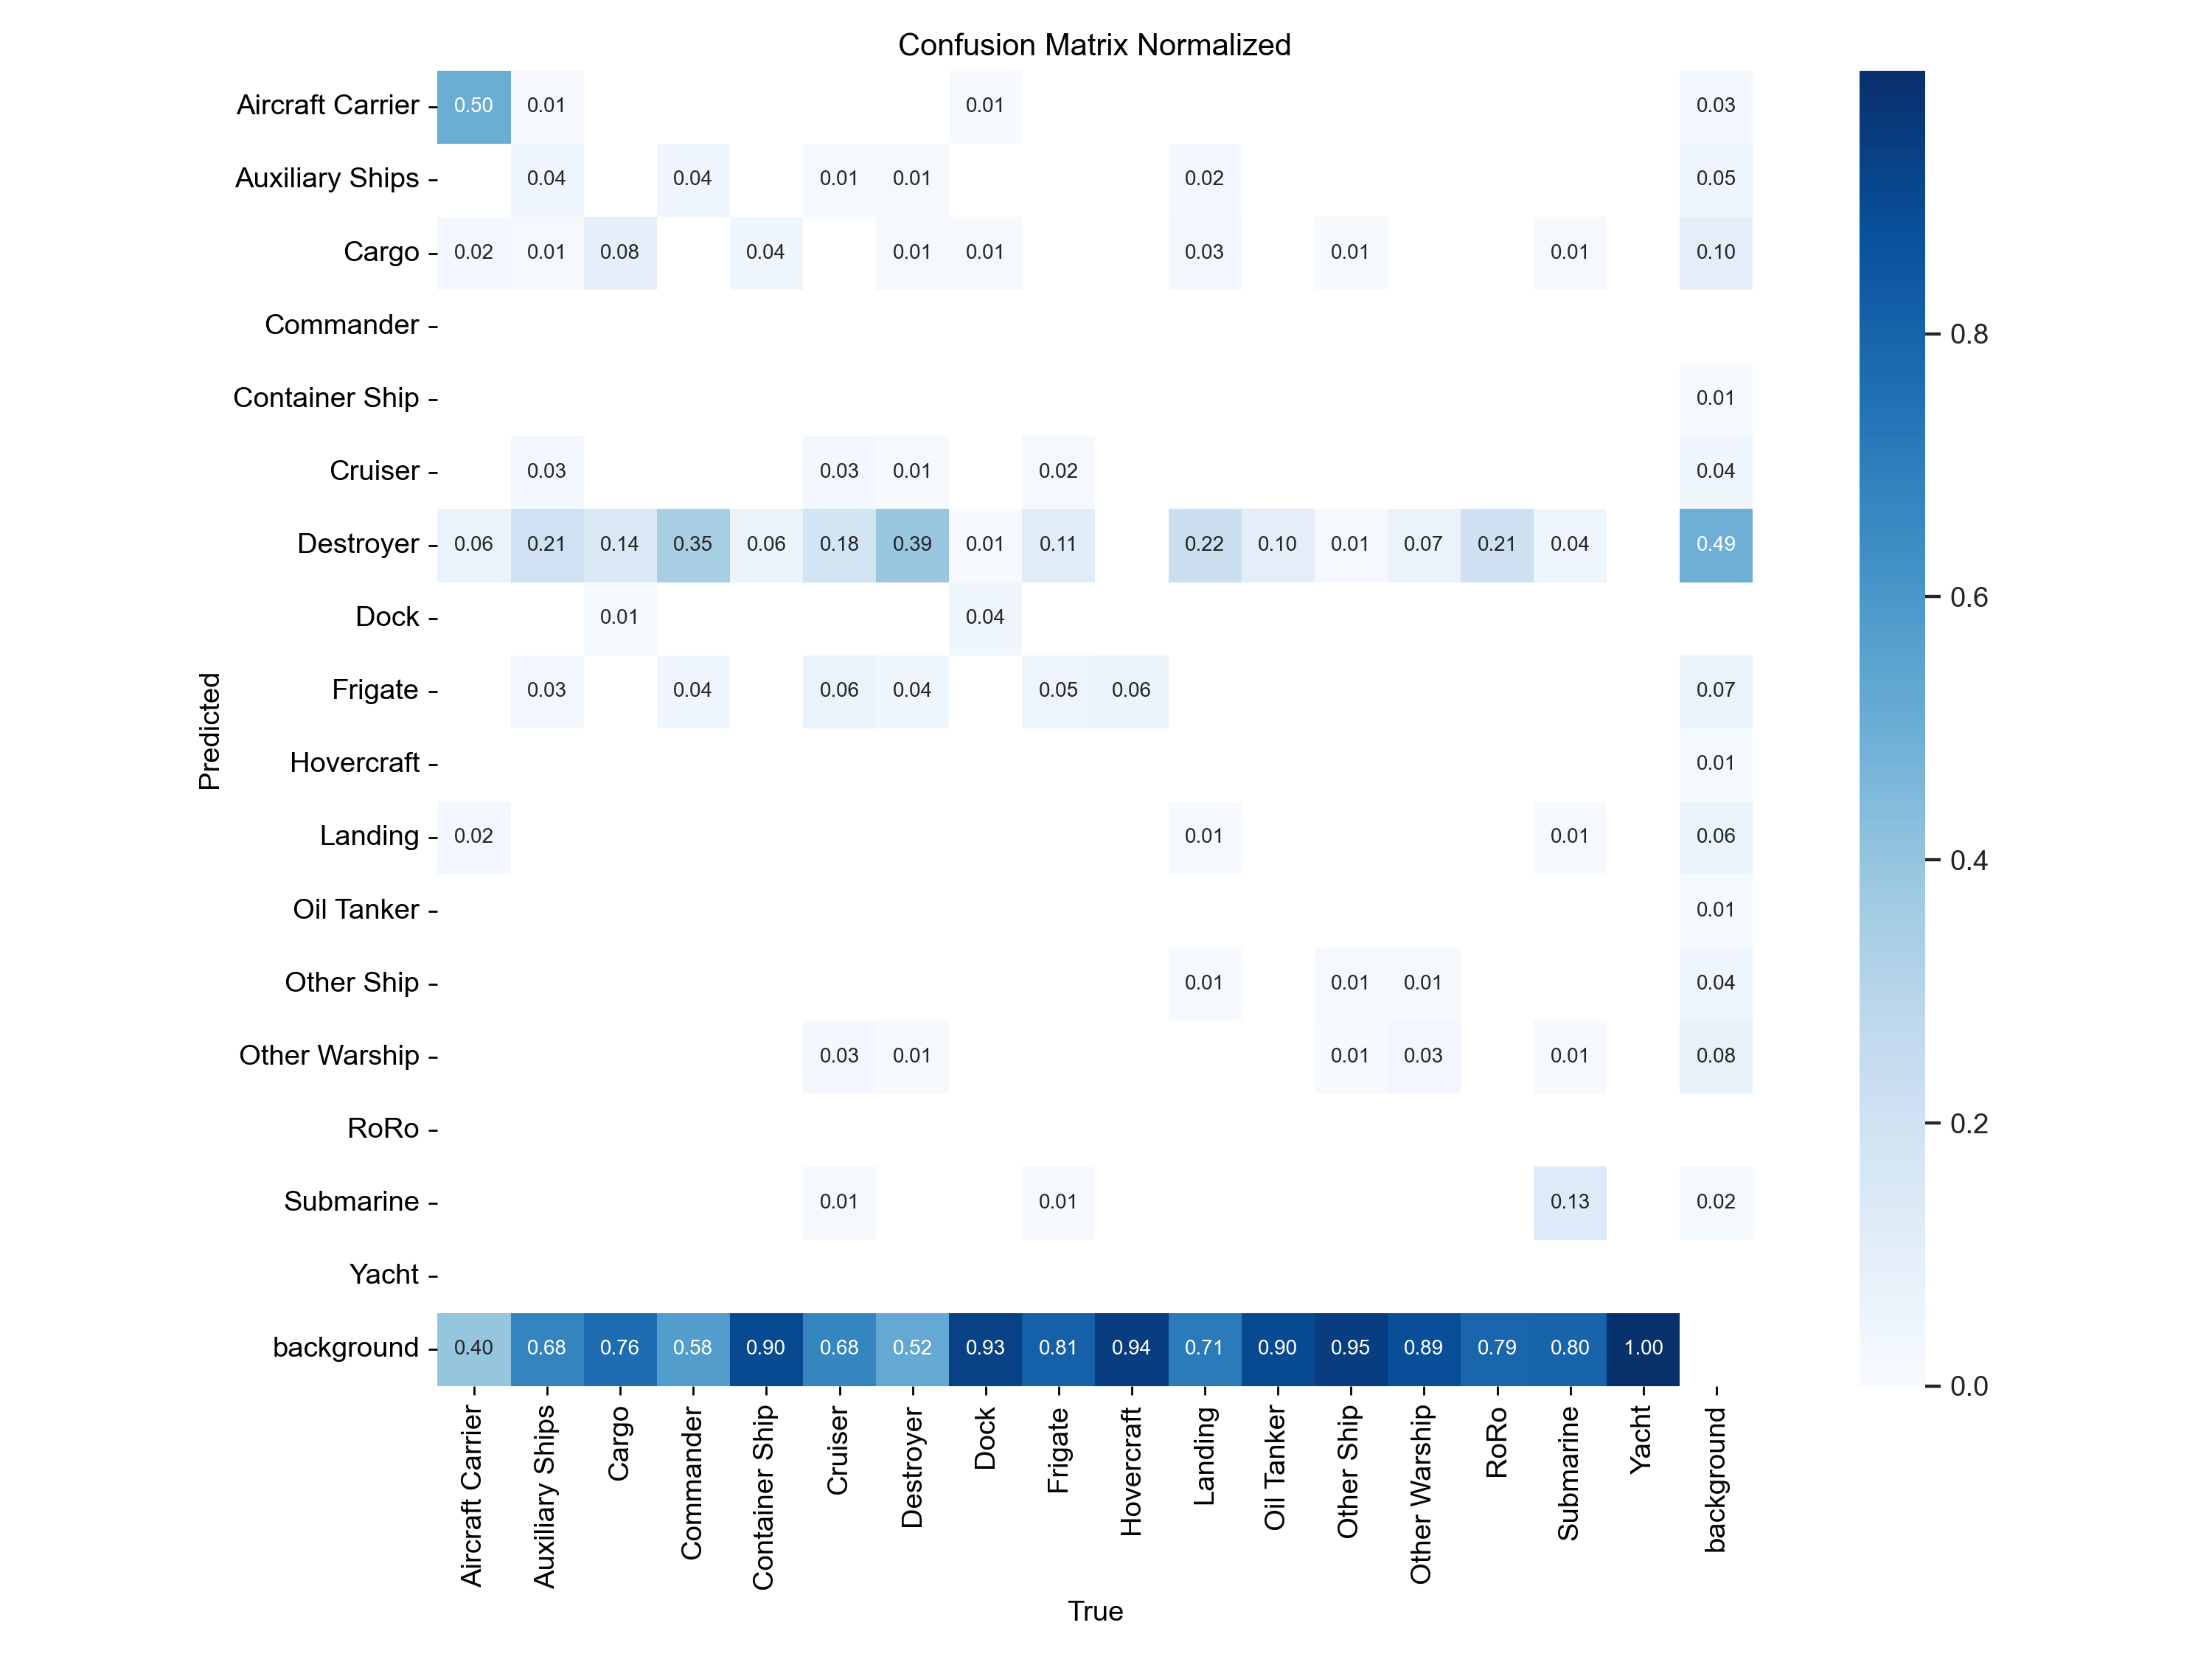 Confusion Matrix Normalized
Aircraft Carrier 0.50 0.01 0.01 0.03
Auxiliary Ships 0.04 0.04 0.01 0.01 0.02 0.05
Cargo 0.02 0.01 0.08 0.04 0.01 0.01 0.03 0.01 0.01 0.10
Commander
Container Ship 0.01
Cruiser 0.03 0.03 0.01 0.02 0.04
Destroyer 0.06 0.21 0.14 0.35 0.06 0.18 0.39 0.01 0.11 0.22 0.10 0.01 0.07 0.21 0.04 0.49
Dock 0.01 0.04
Frigate 0.03 0.04 0.06 0.04 0.05 0.06 0.07
Hovercraft 0.01
Landing 0.02 0.01 0.01 0.06
Oil Tanker 0.01
Other Ship 0.01 0.01 0.01 0.04
Other Warship 0.03 0.01 0.01 0.03 0.01 0.08
RoRo
Submarine 0.01 0.01 0.13 0.02
Yacht
background 0.40 0.68 0.76 0.58 0.90 0.68 0.52 0.93 0.81 0.94 0.71 0.90 0.95 0.89 0.79 0.80 1.00
Predicted
Aircraft Carrier
Auxiliary Ships
Cargo
Commander
Container Ship
Cruiser
Destroyer
Dock
Frigate
Hovercraft
Landing
Oil Tanker
Other Ship
Other Warship
RoRo
Submarine
Yacht
background
True
0.8
0.6
0.4
0.2
0.0